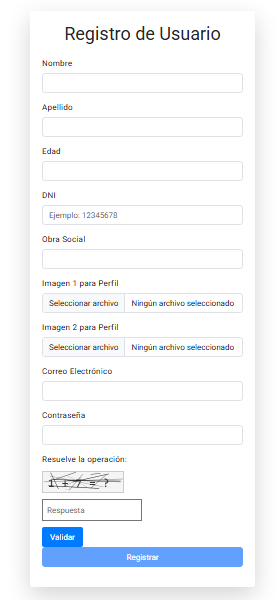 Registro de Usuario
Nombre
Apellido
Edad
DNI
Ejemplo: 12345678
Obra Social
Imagen 1 para Perfil
Seleccionar archivo Ningún archivo seleccionado
Imagen 2 para Perfil
Seleccionar archivo Ningún archivo seleccionado
Correo Electrónico
Contraseña
Resuelve la operación:
1 + 7 = ?
Respuesta
Validar
Registrar